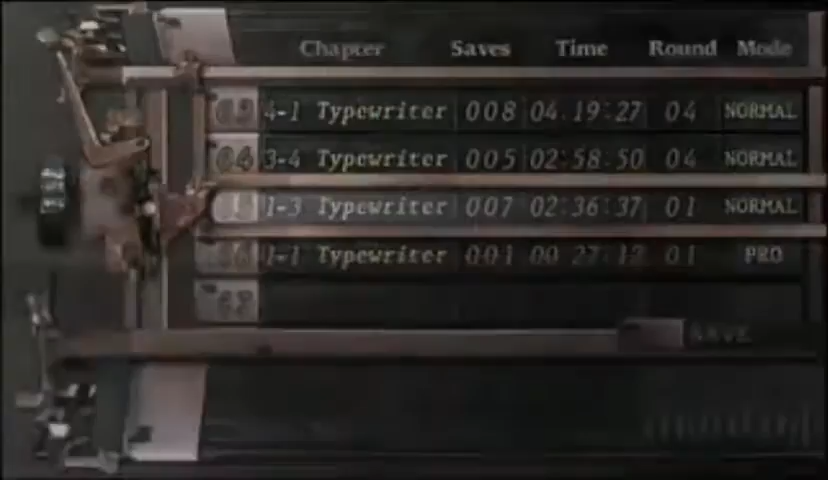 Chapter Saves Time Round Mode
03 4-1 Typewriter 008 04:19:27 04 NORMAL
04 3-4 Typewriter 005 02:58:50 04 NORMAL
1-3 Typewriter 007 02:36:37 01 NORMAL
1-1 Typewriter 001 00 27:12 01 PRO
SAVE